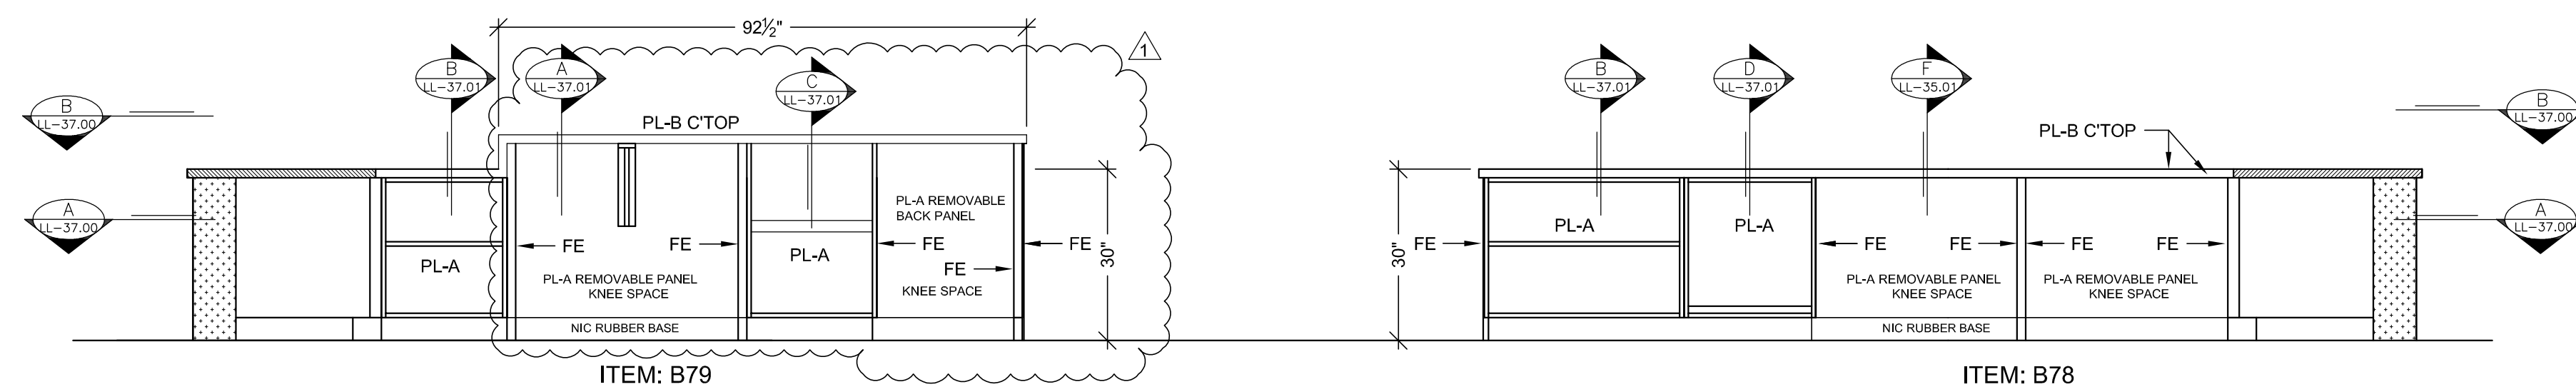 92½"
1
B
LL-37.01
A
LL-37.01
C
LL-37.01
B
LL-37.00
A
LL-37.00
PL-B C'TOP
PL-A REMOVABLE
BACK PANEL
FE
FE
FE
FE
FE
PL-A
PL-A
PL-A REMOVABLE PANEL
KNEE SPACE
KNEE SPACE
NIC RUBBER BASE
30"
ITEM: B79
B
LL-37.01
D
LL-37.01
F
LL-35.01
B
LL-37.00
A
LL-37.00
PL-B C'TOP
30"
PL-A
PL-A
FE
FE
FE
FE
FE
PL-A REMOVABLE PANEL
KNEE SPACE
PL-A REMOVABLE PANEL
KNEE SPACE
NIC RUBBER BASE
ITEM: B78